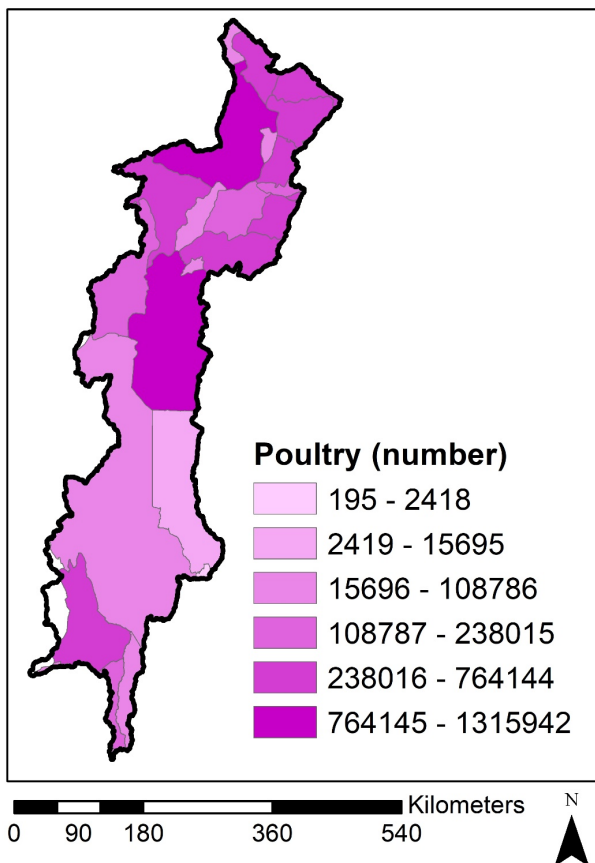 Poultry (number)
195 - 2418
2419 - 15695
15696 - 108786
108787 - 238015
238016 - 764144
764145 - 1315942
Kilometers
0 90 180 360 540
N